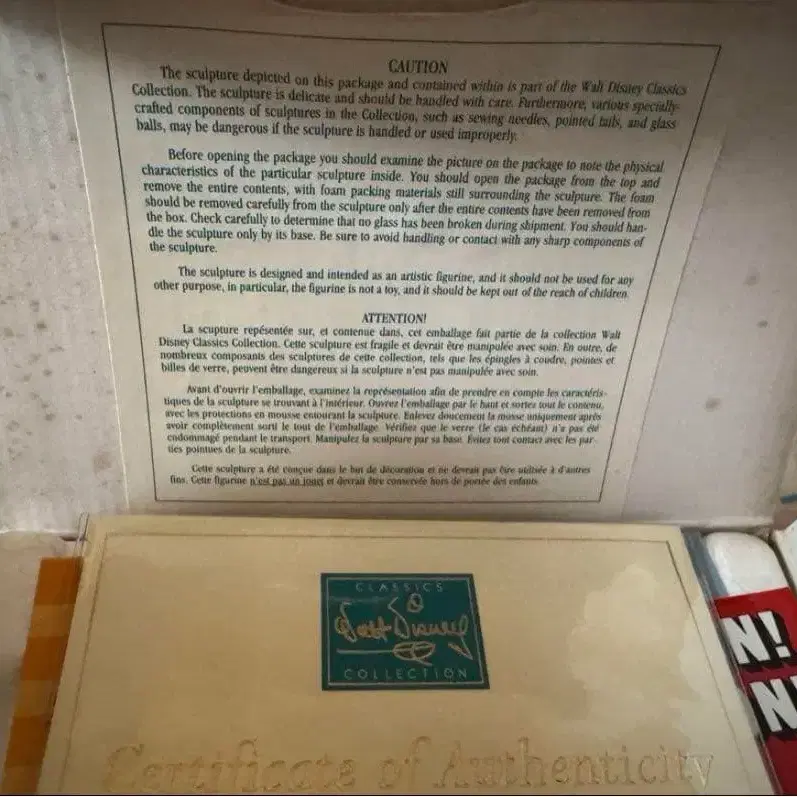 CAUTION
The sculpture depicted on this package and contained within is part of the Walt Disney Classics
Collection. The sculpture is delicate and should be handled with care. Furthermore, various specially-
crafted components of sculptures in the Collection, such as sewing needles, pointed tails, and glass
balls, may be dangerous if the sculpture is handled or used improperly.
Before opening the package you should examine the picture on the package to note the physical
characteristics of the particular sculpture inside. You should open the package from the top and
remove the entire contents, with foam packing materials still surrounding the sculpture. The foam
should be removed carefully from the sculpture only after the entire contents have been removed from
the box. Check carefully to determine that no glass has been broken during shipment. You should han-
dle the sculpture only by its base. Be sure to avoid handling or contact with any sharp components of
the sculpture.
The sculpture is designed and intended as an artistic figurine, and it should not be used for any
other purpose, in particular, the figurine is not a toy, and it should be kept out of the reach of children.
ATTENTION!
La scupture repésentée sur, et contenue dans, cet emballage fait partie de la collection Walt
Disney Classics Collection. Cette sculpture est fragile et devrait être manipulée avec soin. En outre, de
nombreux composants des sculptures de cette collection, tels que les épingles à coudre, pointes et
billes de verre, peuvent être dangereux si la sculpture n'est pas manipulée avec soin.
Avant d'ouvrir l'emballage, examinez la représentation afin de prendre en compte les caractéris-
tiques de la sculpture se trouvant à l'intérieur. Ouvrez l'emballage par le haut et sortez tout le contenu,
avec les protections en mousse entourant la sculpture. Enlevez doucement la mousse uniquement après
avoir complètement sorti le tout de l'emballage. Vérifiez que le verre (le cas échéant) n'a pas été
endommagé pendant le transport. Manipulez la sculpture par sa base. Evitez tout contact avec les par-
ties pointues de la sculpture.
Cette sculpture a été conçue dans le but de décoration et ne devrait pas être utilisée à d'autres
fins. Cette figurine n'est pas un jouet et devrait être conservée hors de portée des enfants.
CLASSICS
Walt Disney
COLLECTION
Certificate of Authenticity
N!
N